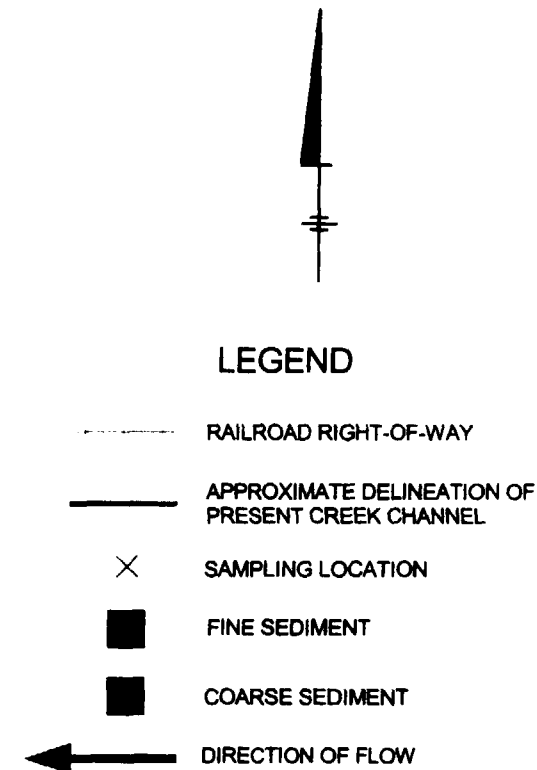 LEGEND
RAILROAD RIGHT-OF-WAY
APPROXIMATE DELINEATION OF
PRESENT CREEK CHANNEL
SAMPLING LOCATION
FINE SEDIMENT
COARSE SEDIMENT
DIRECTION OF FLOW